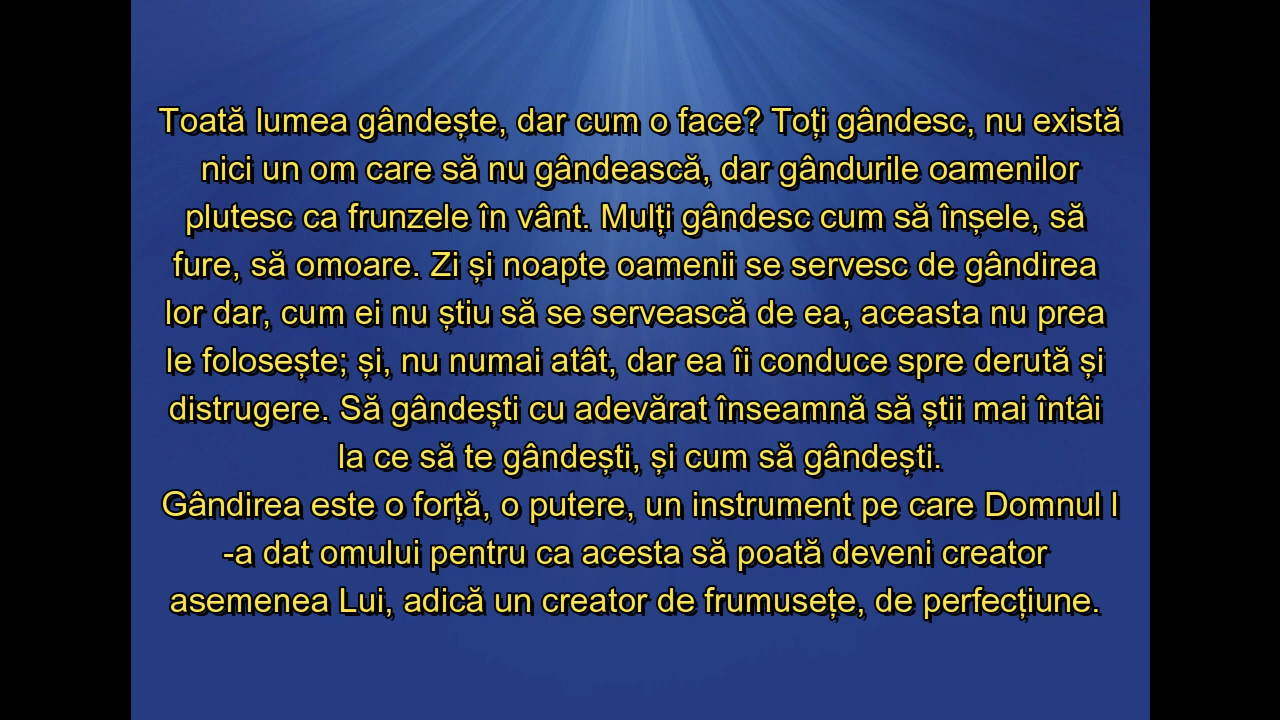 Toată lumea gândește, dar cum o face? Toți gândesc, nu există
nici un om care să nu gândească, dar gândurile oamenilor
plutesc ca frunzele în vânt. Mulți gândesc cum să înșele, să
fure, să omoare. Zi și noapte oamenii se servesc de gândirea
lor dar, cum ei nu știu să se servească de ea, aceasta nu prea
le folosește; și, nu numai atât, dar ea îi conduce spre derută și
distrugere. Să gândești cu adevărat înseamnă să știi mai întâi
la ce să te gândești, și cum să gândești.
Gândirea este o forță, o putere, un instrument pe care Domnul l
-a dat omului pentru ca acesta să poată deveni creator
asemenea Lui, adică un creator de frumusețe, de perfecțiune.